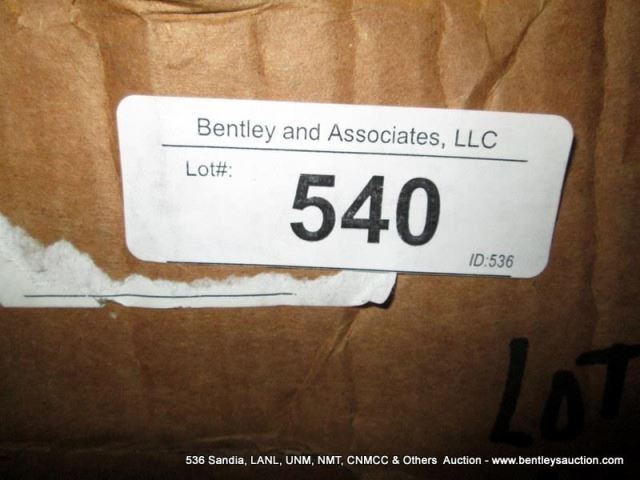 Bentley and Associates, LLC
Lot#:
540
ID:536
LOT
536 Sandia, LANL, UNM, NMT, CNMCC & Others Auction - www.bentleysauction.com